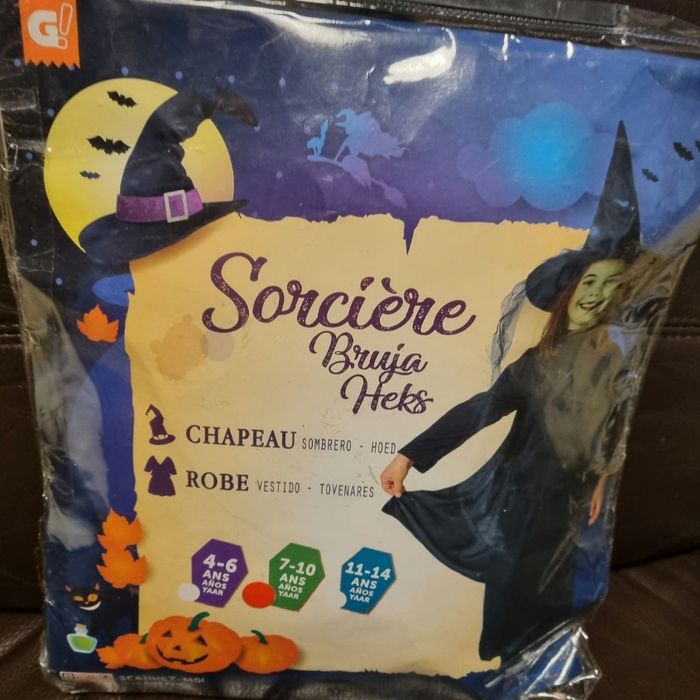 G!
Sorcière
Bruja
Heks
CHAPEAU SOMBRERO - HOED
ROBE VESTIDO - TOVENARES
4-6
ANS
AÑOS
YAAR
7-10
ANS
AÑOS
YAAR
11-14
ANS
AÑOS
YAAR